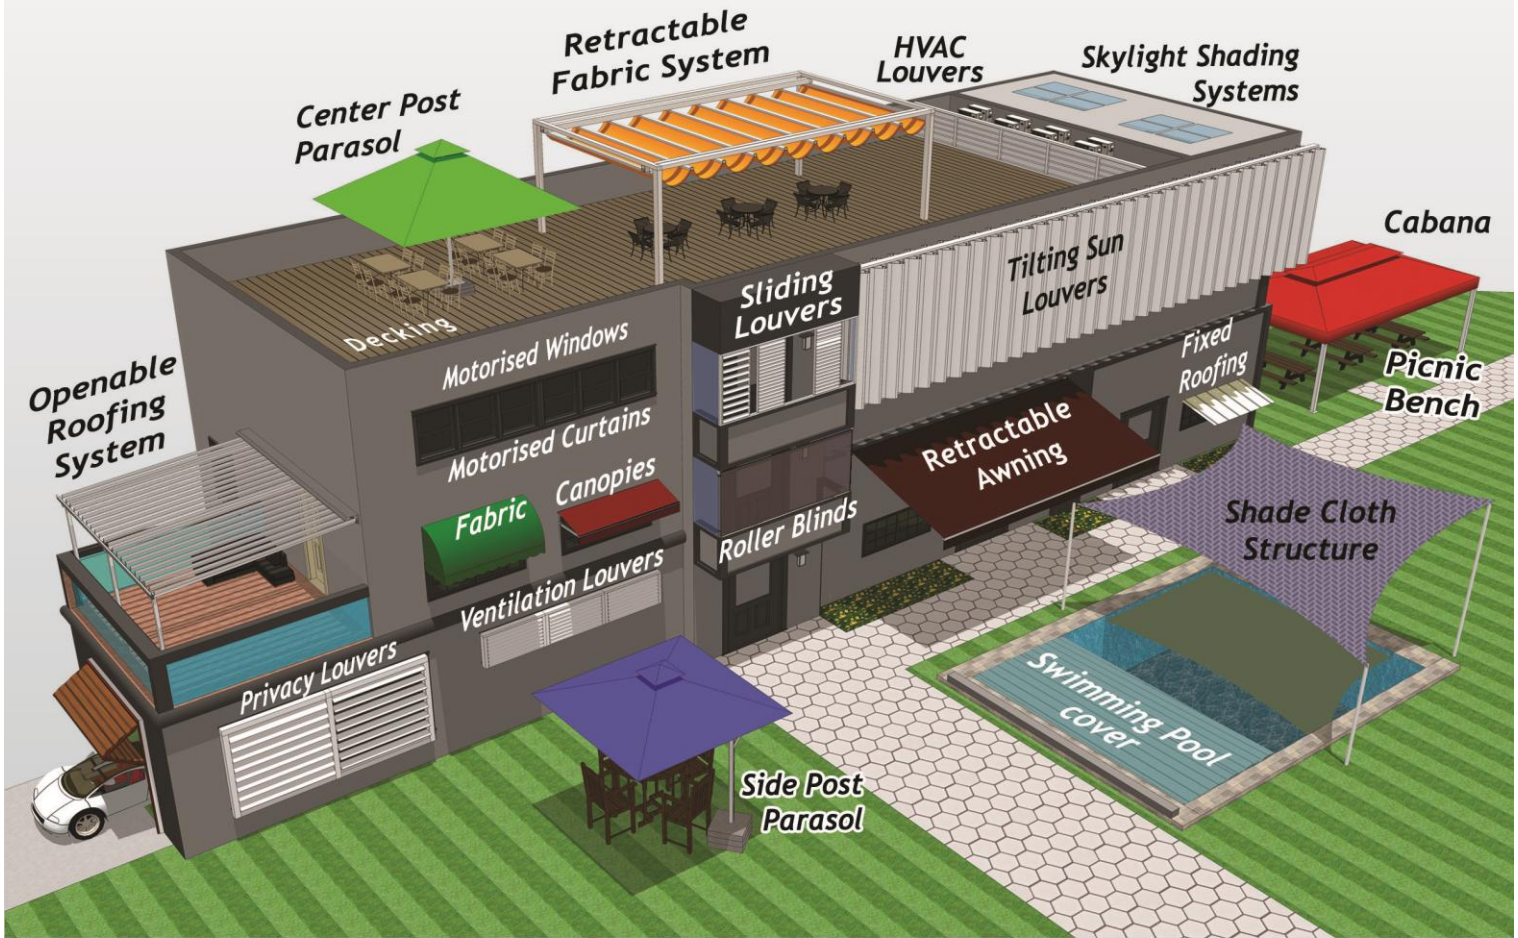 Retractable
Fabric System
HVAC
Louvers
Skylight Shading
Systems
Center Post
Parasol
Cabana
Tilting Sun
Louvers
Sliding
Louvers
Decking
Motorised Windows
Fixed
Roofing
Picnic
Bench
Openable
Roofing
System
Motorised Curtains
Retractable
Awning
Fabric
Canopies
Roller Blinds
Shade Cloth
Structure
Ventilation Louvers
Privacy Louvers
Swimming Pool
cover
Side Post
Parasol